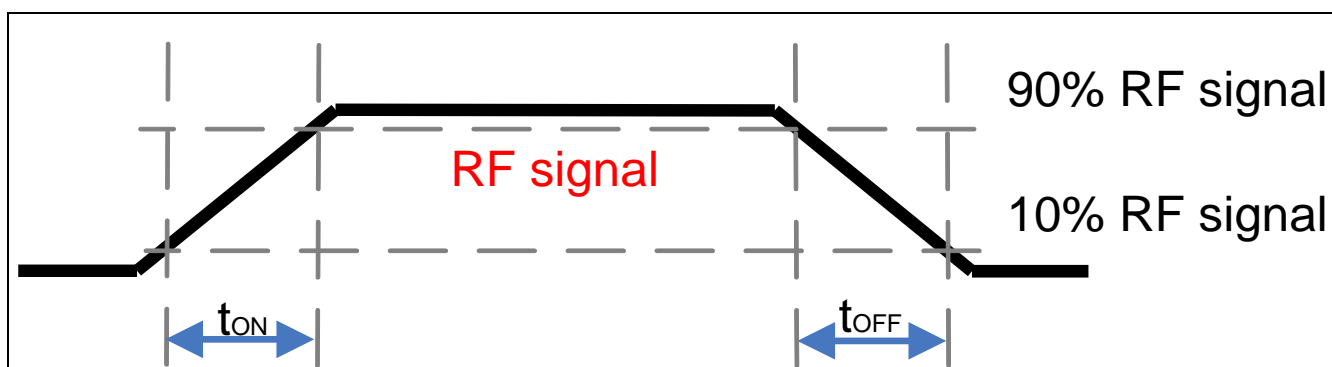 90% RF signal
RF signal
10% RF signal
tON
tOFF